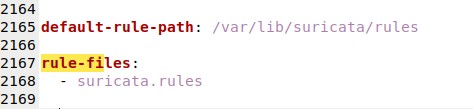 2164
2165 default-rule-path: /var/lib/suricata/rules
2166
2167 rule-files:
2168   - suricata.rules
2169